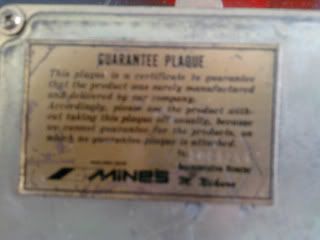 GUARANTEE PLAQUE
This plaque is a certificate to guarantee
that the product was surely manufactured
and delivered by our company.
Accordingly, please use the product with-
out taking this plaque off usually, because
we cannot guarantee for the products, on
which no guarantee plaque is attached.
No.
MINES